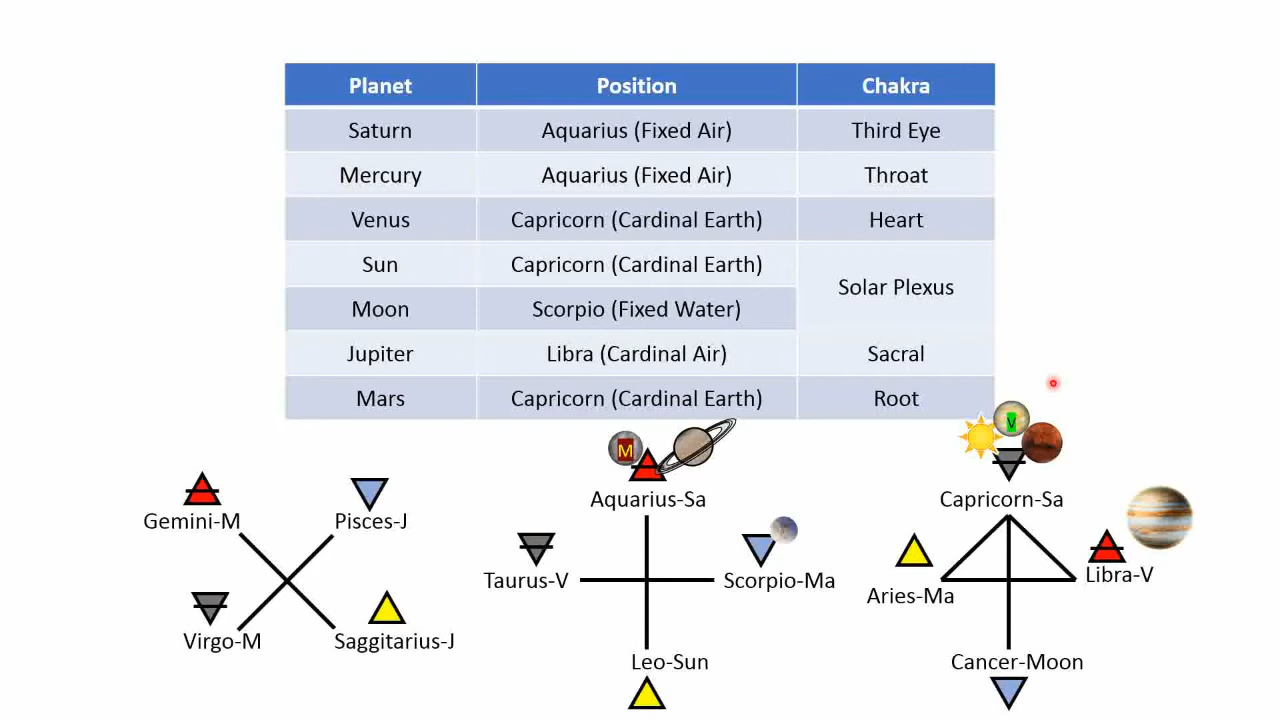 Planet Position Chakra
Saturn Aquarius (Fixed Air) Third Eye
Mercury Aquarius (Fixed Air) Throat
Venus Capricorn (Cardinal Earth) Heart
Sun Capricorn (Cardinal Earth)
Solar Plexus
Moon Scorpio (Fixed Water)
Jupiter Libra (Cardinal Air) Sacral
Mars Capricorn (Cardinal Earth) Root
Gemini-M
Pisces-J
Virgo-M
Saggitarius-J
M
Aquarius-Sa
Taurus-V
Scorpio-Ma
Leo-Sun
V
Capricorn-Sa
Aries-Ma
Libra-V
Cancer-Moon